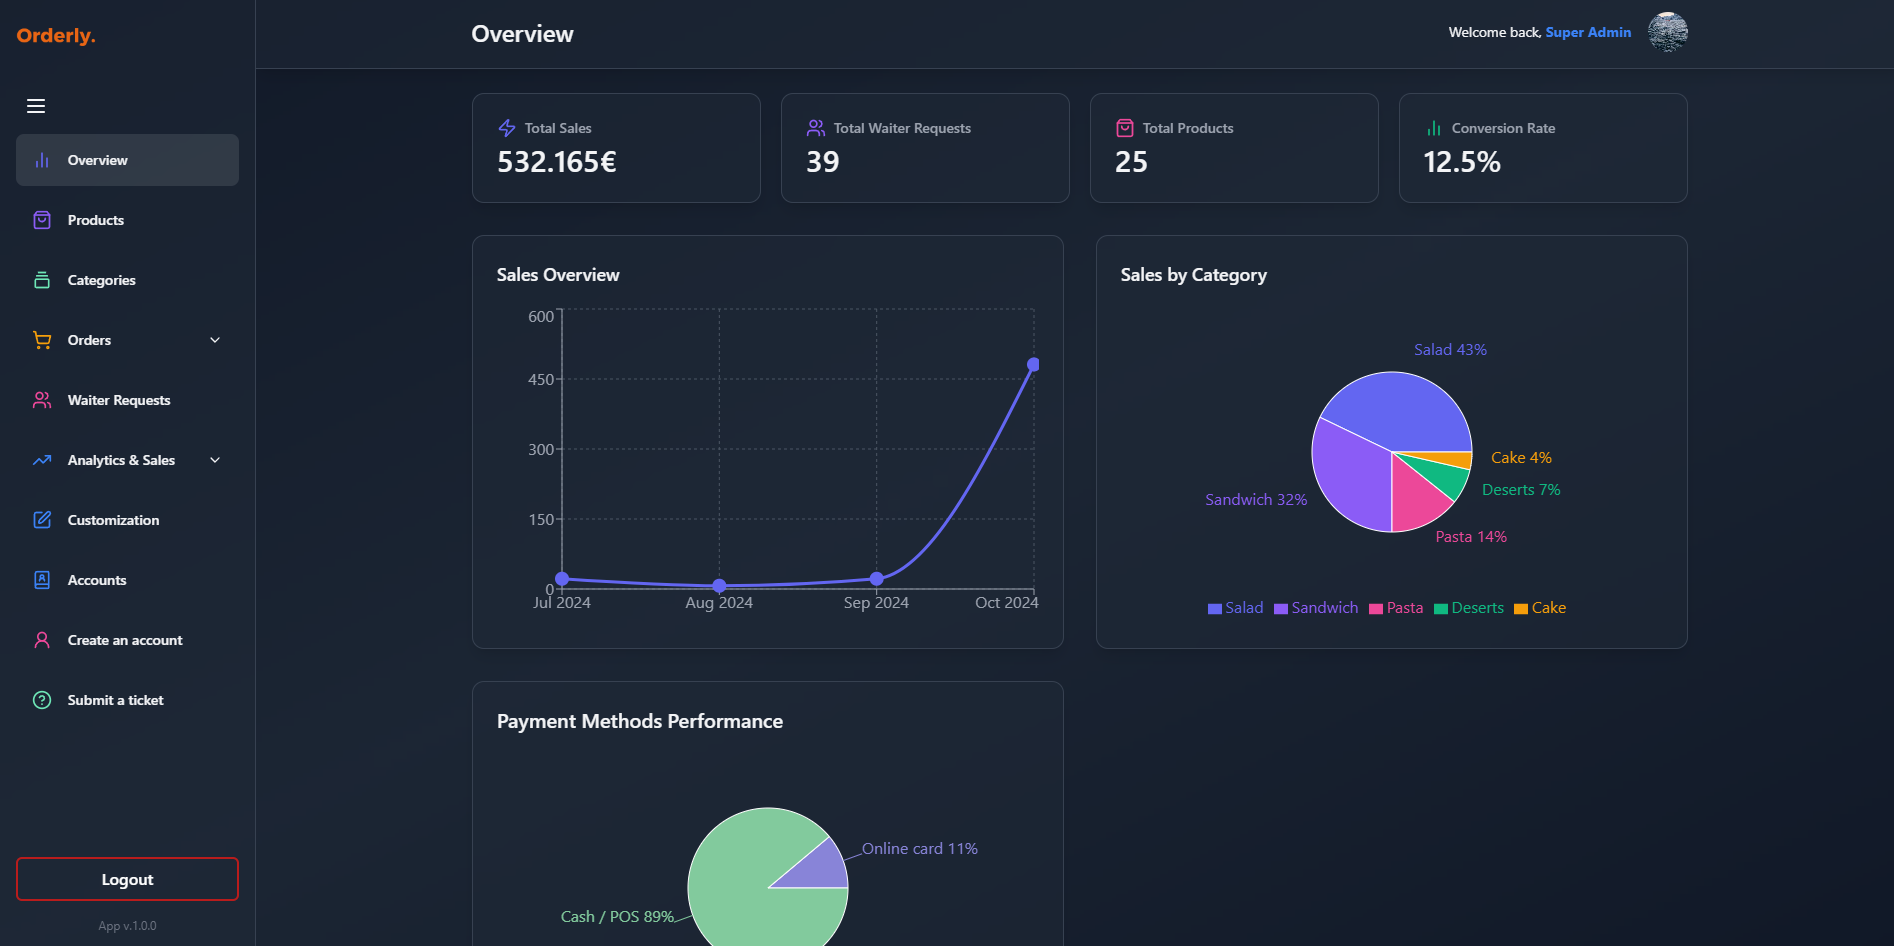 Orderly.
Overview
Products
Categories
Orders
Waiter Requests
Analytics & Sales
Customization
Accounts
Create an account
Submit a ticket
Logout
App v.1.0.0
Overview
Welcome back, Super Admin
Total Sales
532.165€
Total Waiter Requests
39
Total Products
25
Conversion Rate
12.5%
Sales Overview
600
450
300
150
0
Jul 2024
Aug 2024
Sep 2024
Oct 2024
Sales by Category
Salad 43%
Cake 4%
Deserts 7%
Sandwich 32%
Pasta 14%
Salad
Sandwich
Pasta
Deserts
Cake
Payment Methods Performance
Online card 11%
Cash / POS 89%